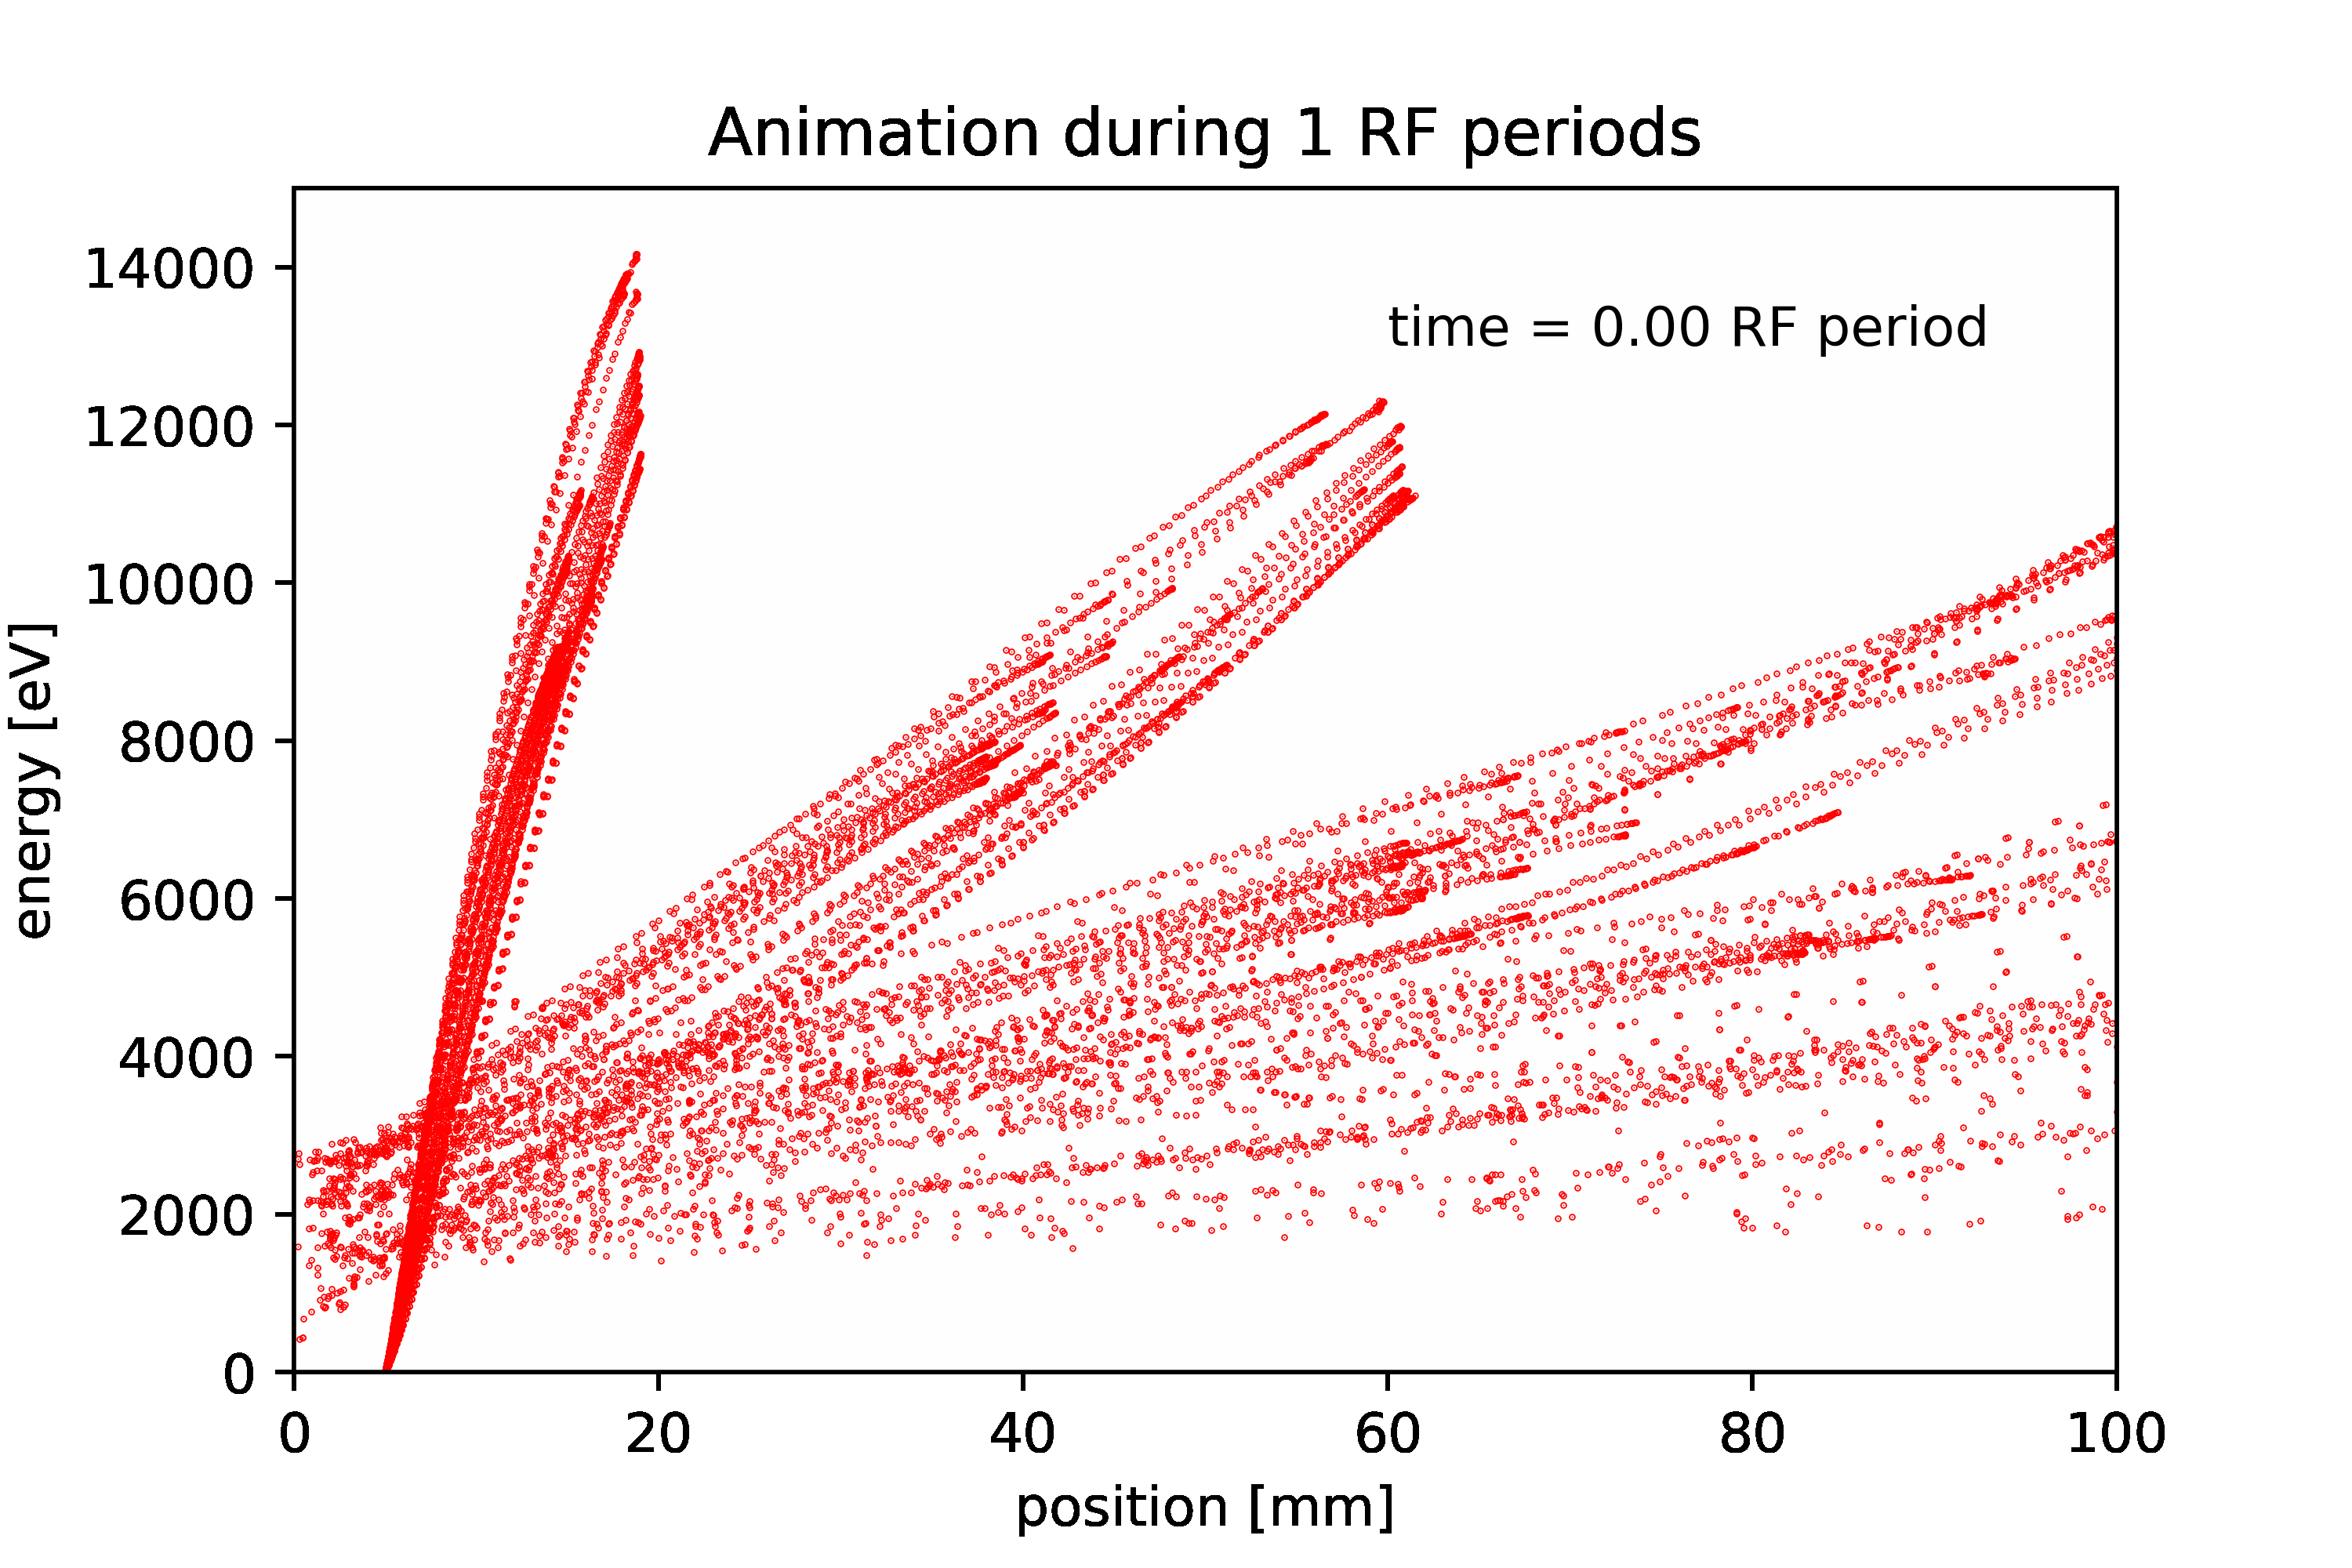 Animation during 1 RF periods
time = 0.00 RF period
14000
12000
10000
8000
6000
4000
2000
0
energy [eV]
0 20 40 60 80 100
position [mm]